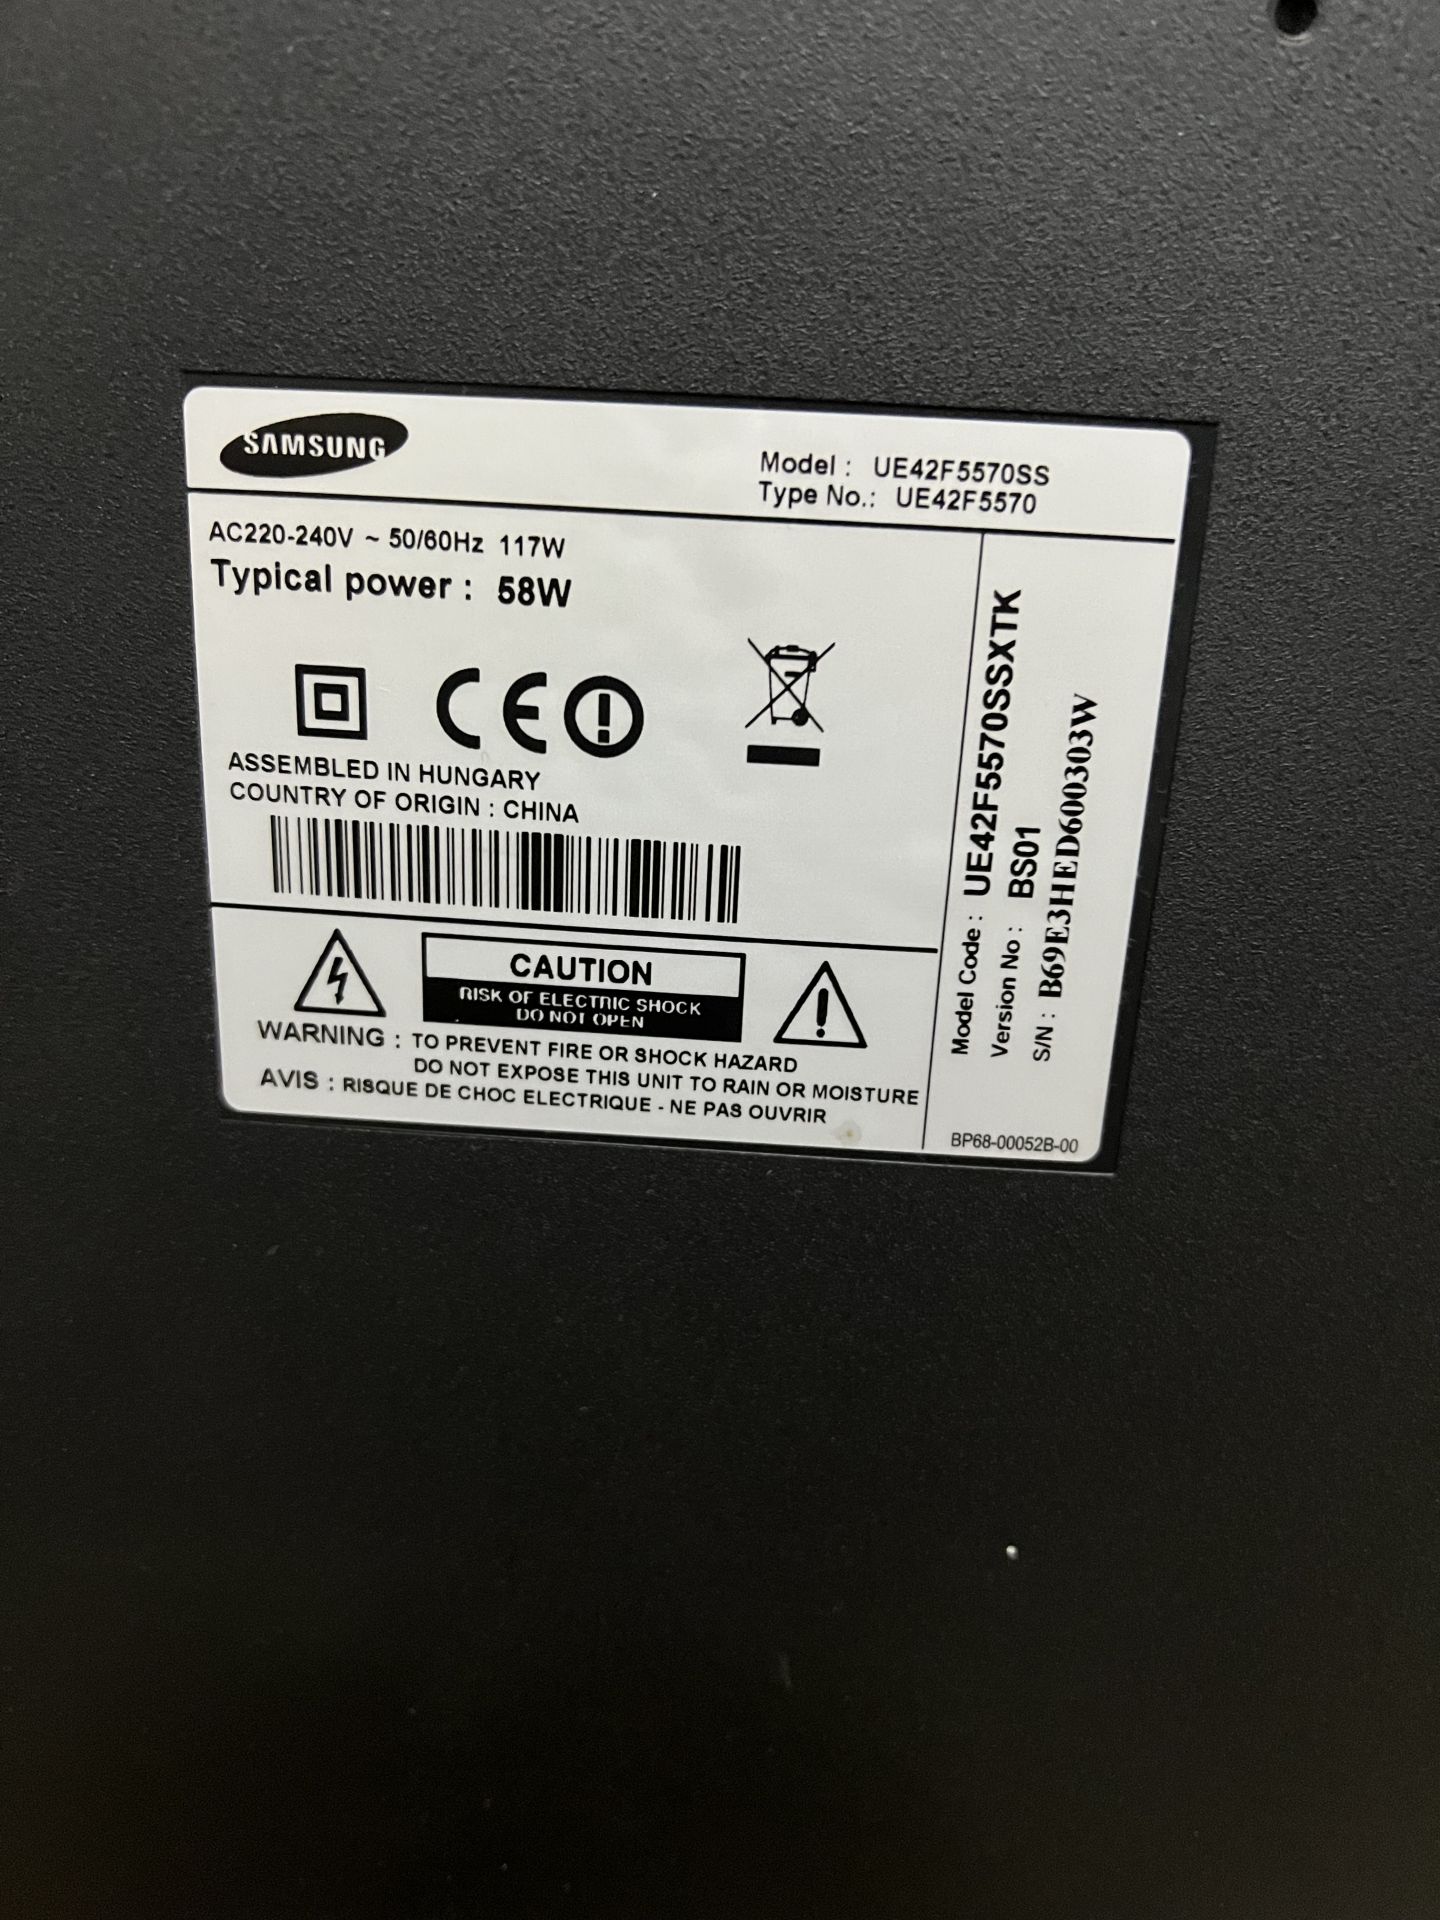 SAMSUNG
Model : UE42F5570SS
Type No.: UE42F5570
AC220-240V ~ 50/60Hz 117W
Typical power : 58W
CE
ASSEMBLED IN HUNGARY
COUNTRY OF ORIGIN : CHINA
CAUTION
RISK OF ELECTRIC SHOCK
DO NOT OPEN
WARNING : TO PREVENT FIRE OR SHOCK HAZARD
DO NOT EXPOSE THIS UNIT TO RAIN OR MOISTURE
AVIS : RISQUE DE CHOC ELECTRIQUE - NE PAS OUVRIR
Model Code : UE42F5570SSXTK
Version No : BS01
S/N : B69E3HED600303W
BP68-00052B-00